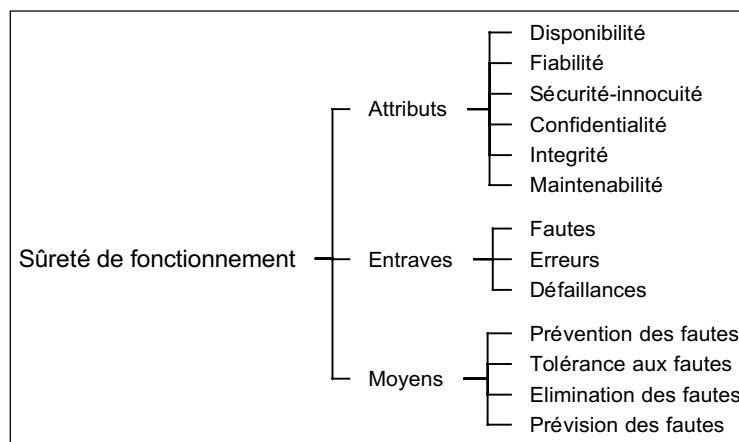 Sûreté de fonctionnement
Attributs
Disponibilité
Fiabilité
Sécurité-innocuité
Confidentialité
Integrité
Maintenabilité
Entraves
Fautes
Erreurs
Défaillances
Moyens
Prévention des fautes
Tolérance aux fautes
Elimination des fautes
Prévision des fautes